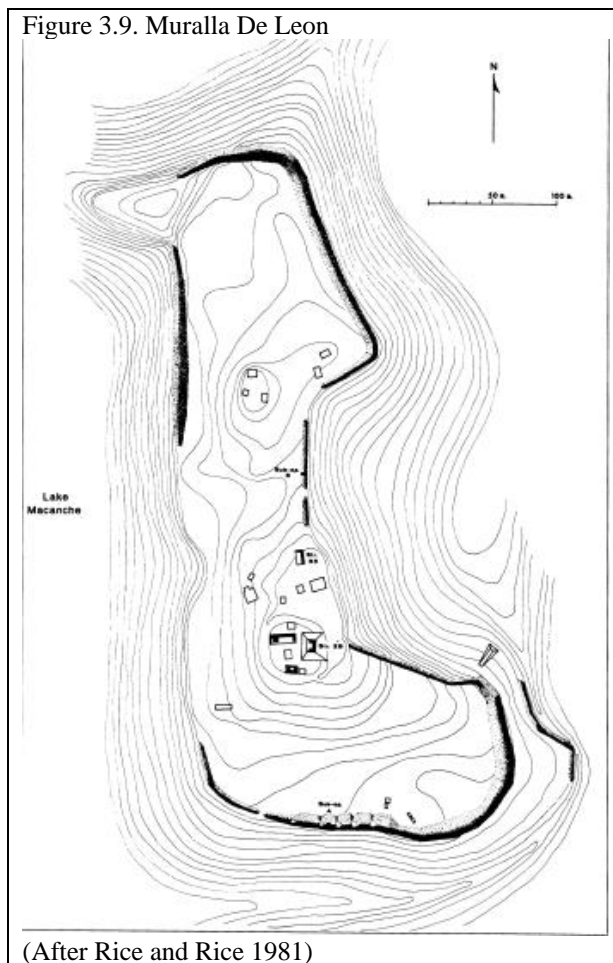 Figure 3.9. Muralla De Leon
N
50 m. 100 m.
Lake
Macanche
(After Rice and Rice 1981)